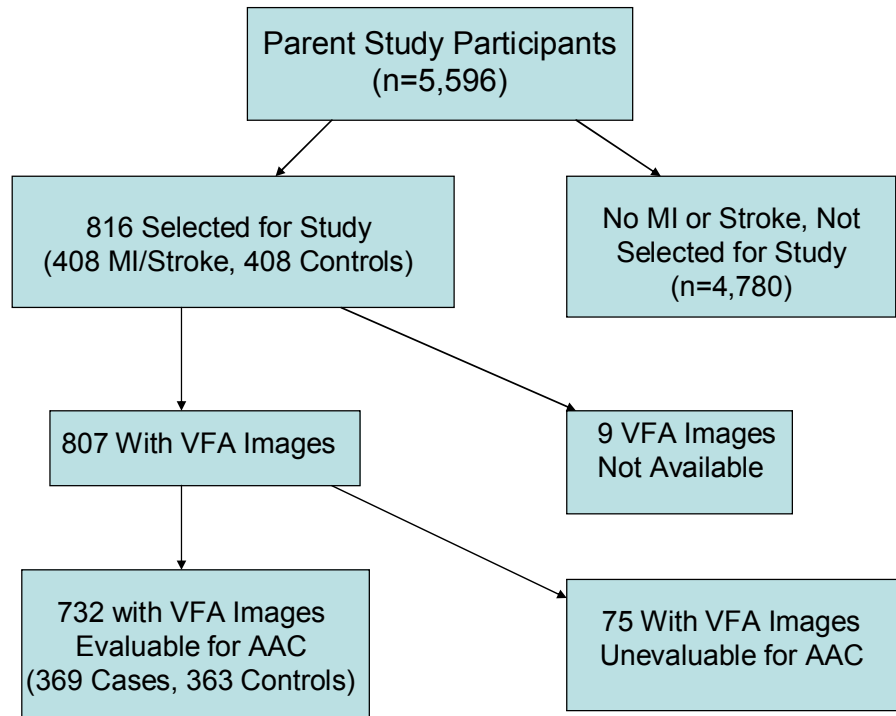 Parent Study Participants
(n=5,596)
816 Selected for Study
(408 MI/Stroke, 408 Controls)
No MI or Stroke, Not
Selected for Study
(n=4,780)
807 With VFA Images
9 VFA Images
Not Available
732 with VFA Images
Evaluable for AAC
(369 Cases, 363 Controls)
75 With VFA Images
Unevaluable for AAC